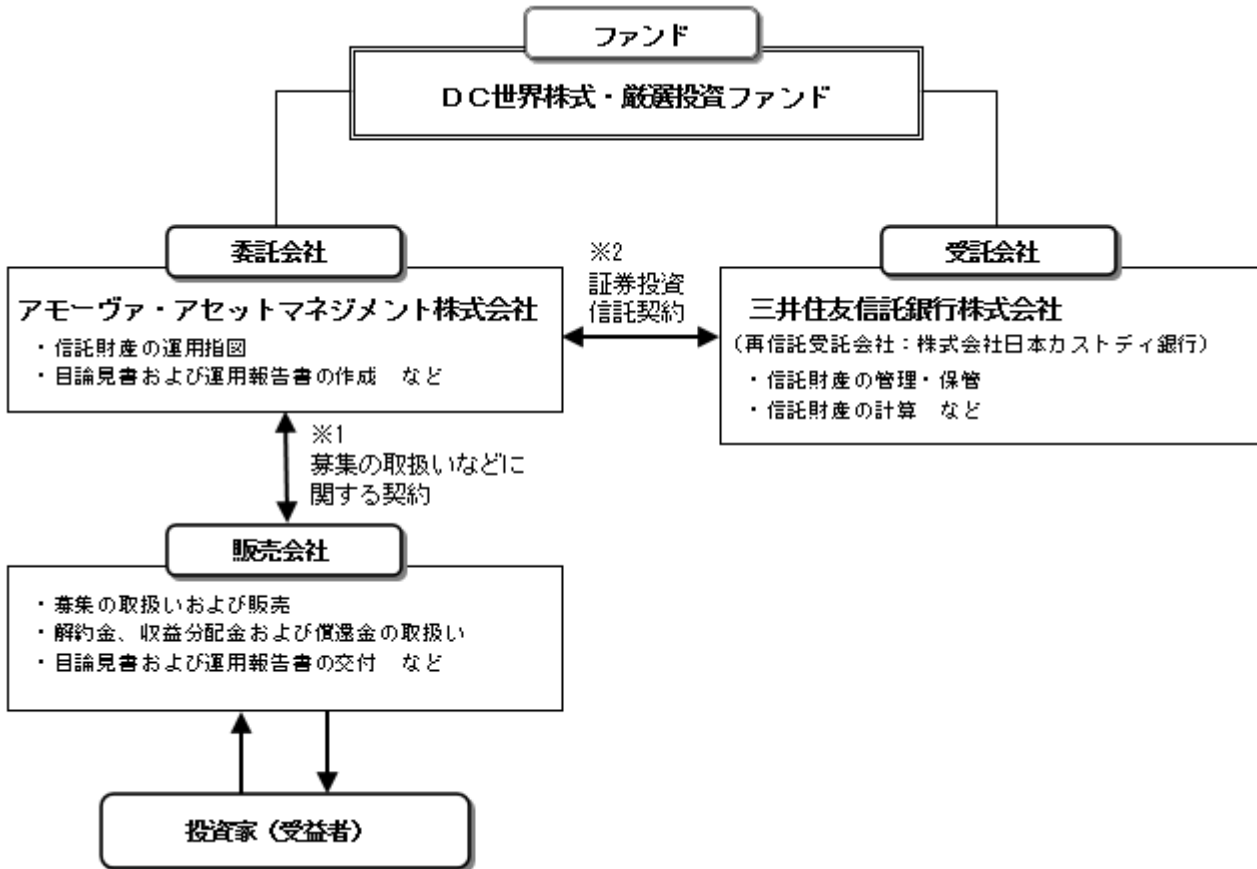 ファンド
DC世界株式・厳選投資ファンド
委託会社
アモーヴァ・アセットマネジメント株式会社
・信託財産の運用指図
・目論見書および運用報告書の作成 など
※2
証券投資
信託契約
受託会社
三井住友信託銀行株式会社
(再信託受託会社：株式会社日本カストディ銀行)
・信託財産の管理・保管
・信託財産の計算 など
※1
募集の取扱いなどに
関する契約
販売会社
・募集の取扱いおよび販売
・解約金、収益分配金および償還金の取扱い
・目論見書および運用報告書の交付 など
投資家（受益者）